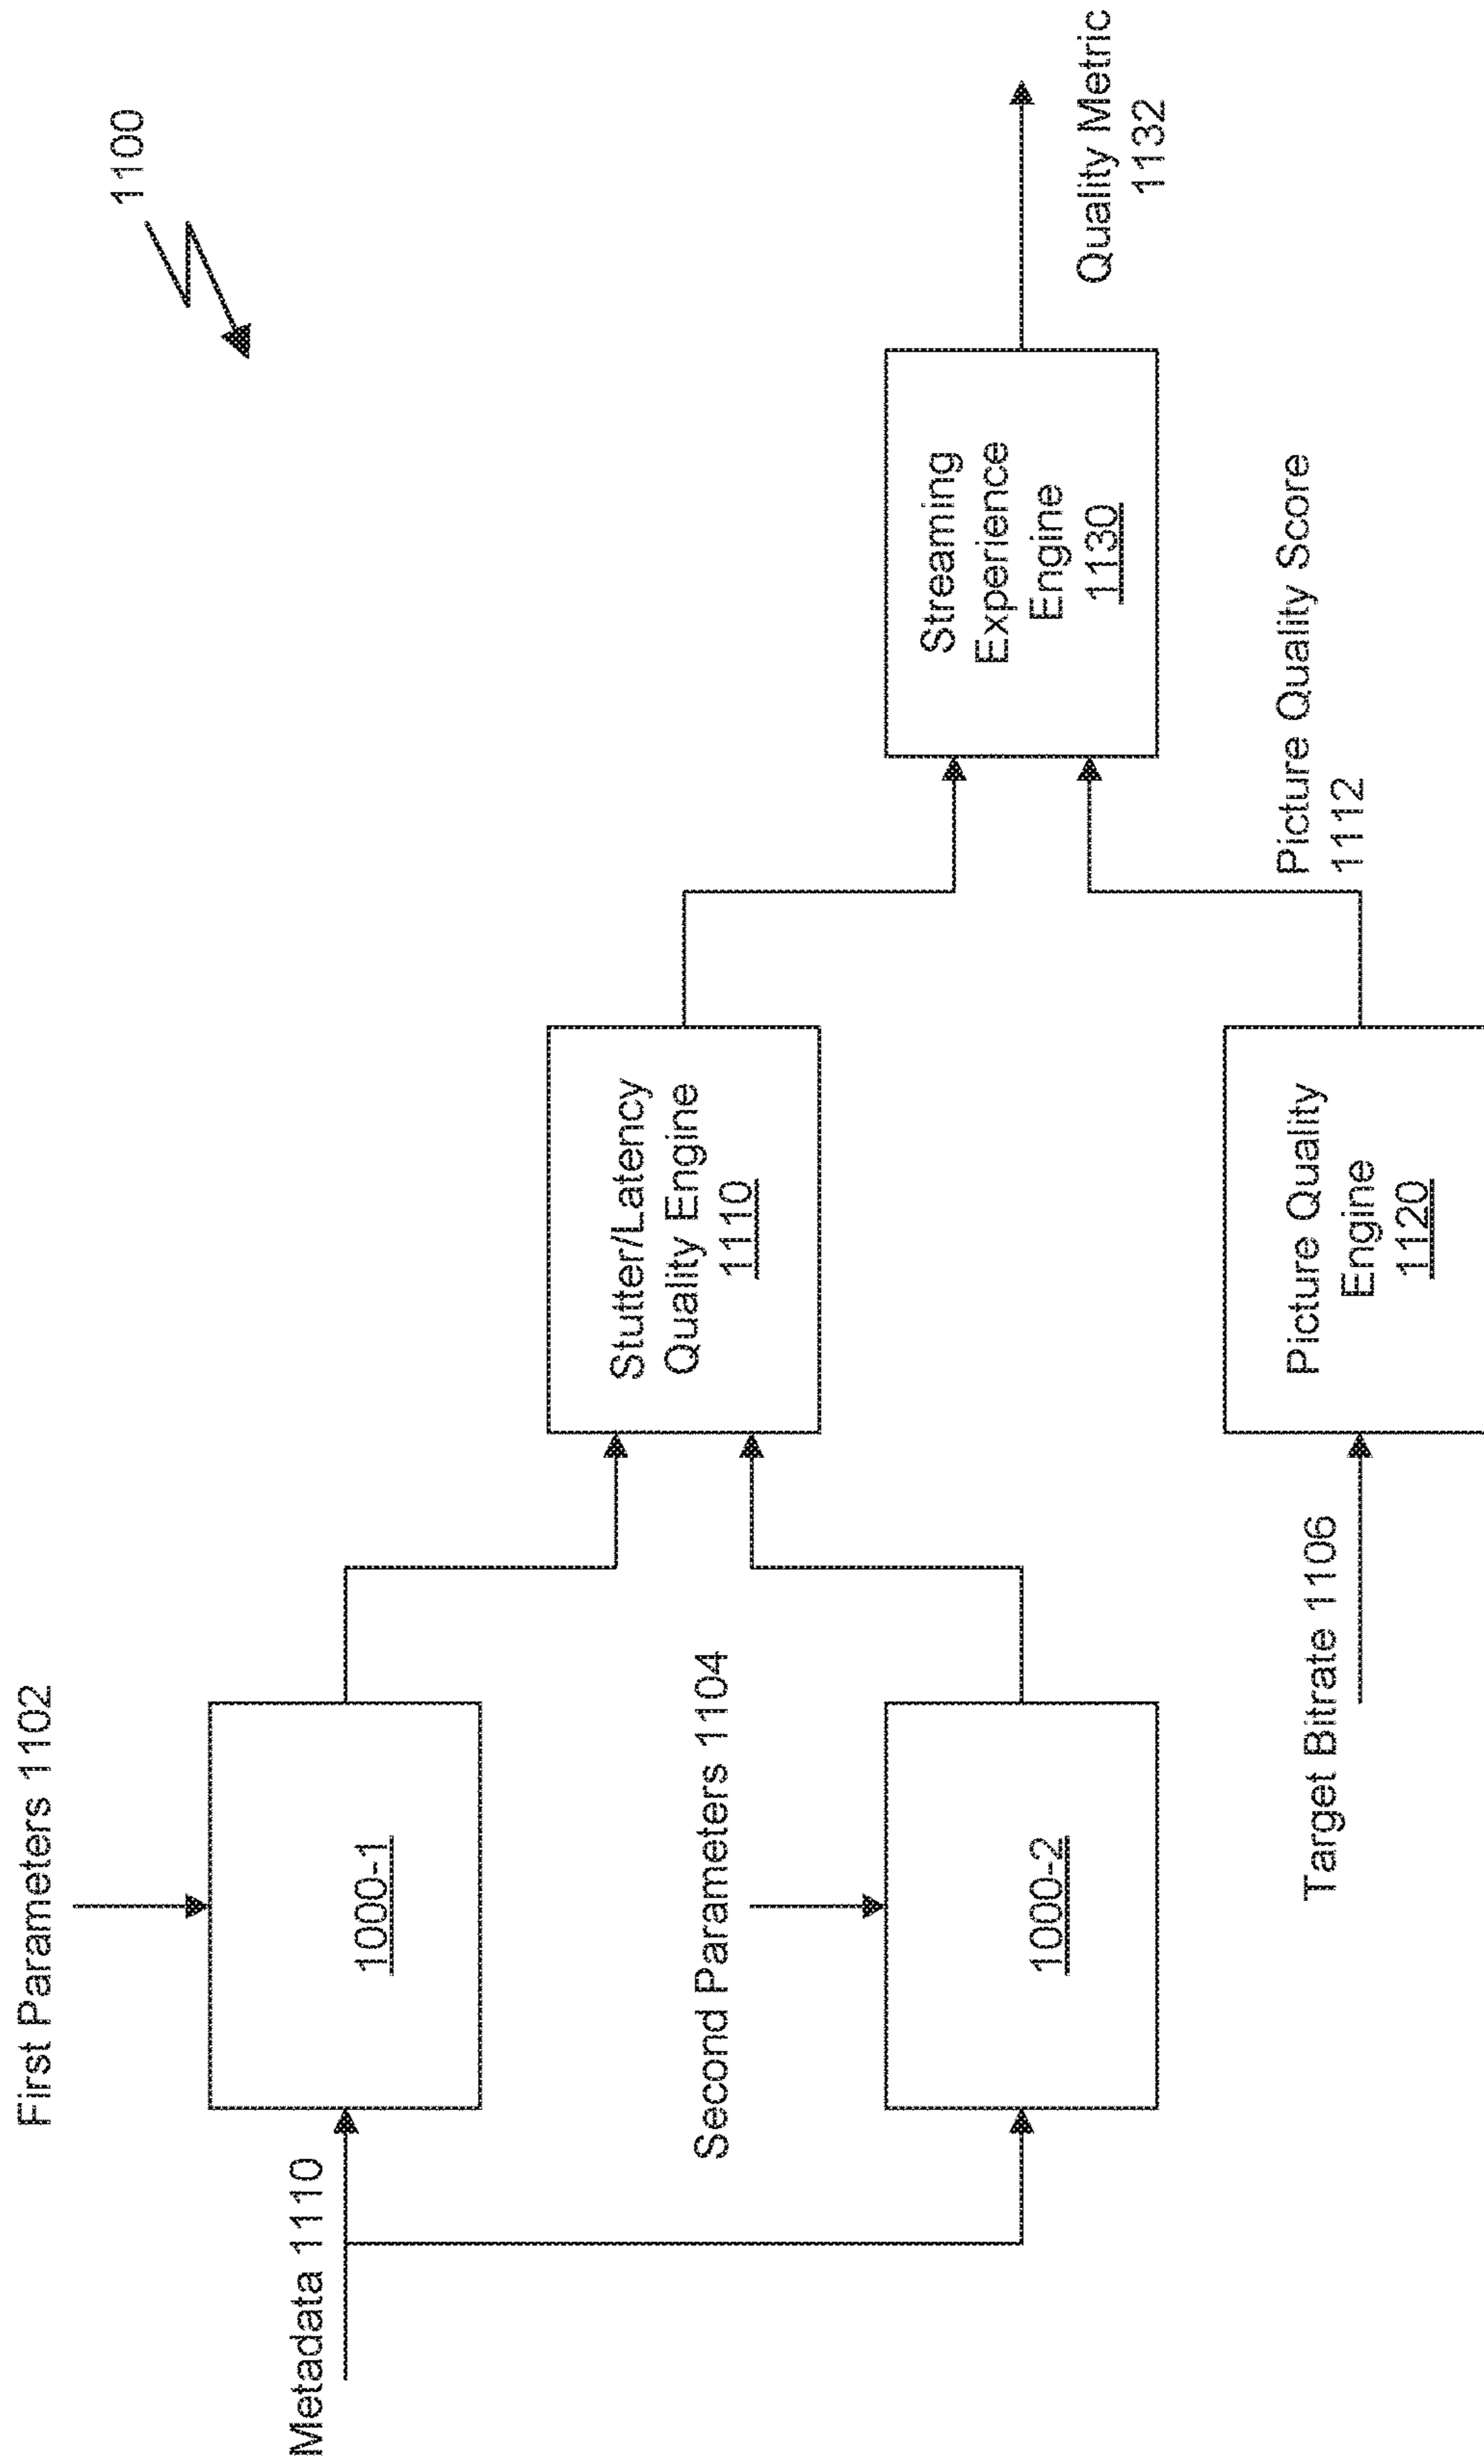 1100
First Parameters 1102
Metadata 1110
1000-1
Second Parameters 1104
1000-2
Stutter/Latency
Quality Engine
1110
Target Bitrate 1106
Picture Quality
Engine
1120
Picture Quality Score
1112
Streaming
Experience
Engine
1130
Quality Metric
1132